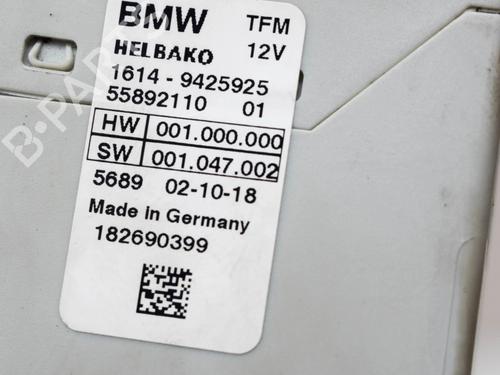 BMW TFM
HELBAKO 12V
1614 - 9425925
55892110 01
HW 001.000.000
SW 001.047.002
5689 02-10-18
Made in Germany
182690399
B-PARTS